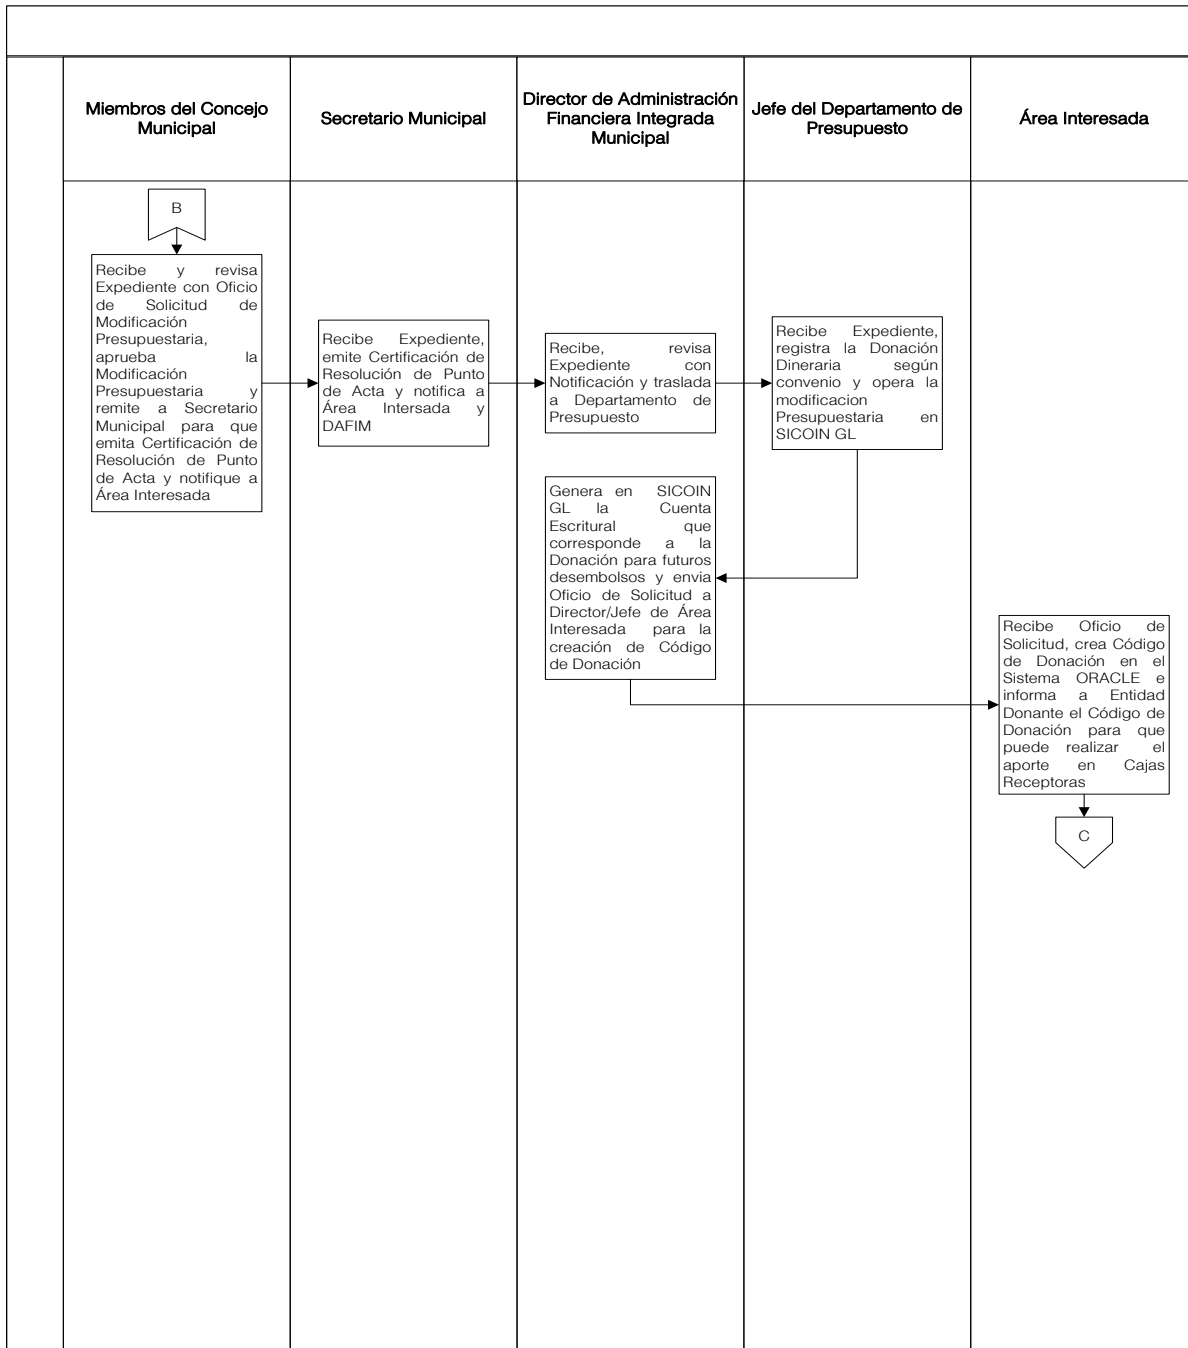 Miembros del Concejo
Municipal
Secretario Municipal
Director de Administración
Financiera Integrada
Municipal
Jefe del Departamento de
Presupuesto
Área Interesada
B
Recibe y revisa
Expediente con Oficio
de Solicitud de
Modificación
Presupuestaria,
aprueba la
Modificación
Presupuestaria y
remite a Secretario
Municipal para que
emita Certificación de
Resolución de Punto
de Acta y notifique a
Área Interesada
Recibe Expediente,
emite Certificación de
Resolución de Punto
de Acta y notifica a
Área Intersada y
DAFIM
Recibe, revisa
Expediente con
Notificación y traslada
a Departamento de
Presupuesto
Recibe Expediente,
registra la Donación
Dineraria según
convenio y opera la
modificacion
Presupuestaria en
SICOIN GL
Genera en SICOIN
GL la Cuenta
Escritural que
corresponde a la
Donación para futuros
desembolsos y envia
Oficio de Solicitud a
Director/Jefe de Área
Interesada para la
creación de Código
de Donación
Recibe Oficio de
Solicitud, crea Código
de Donación en el
Sistema ORACLE e
informa a Entidad
Donante el Código de
Donación para que
puede realizar el
aporte en Cajas
Receptoras
C